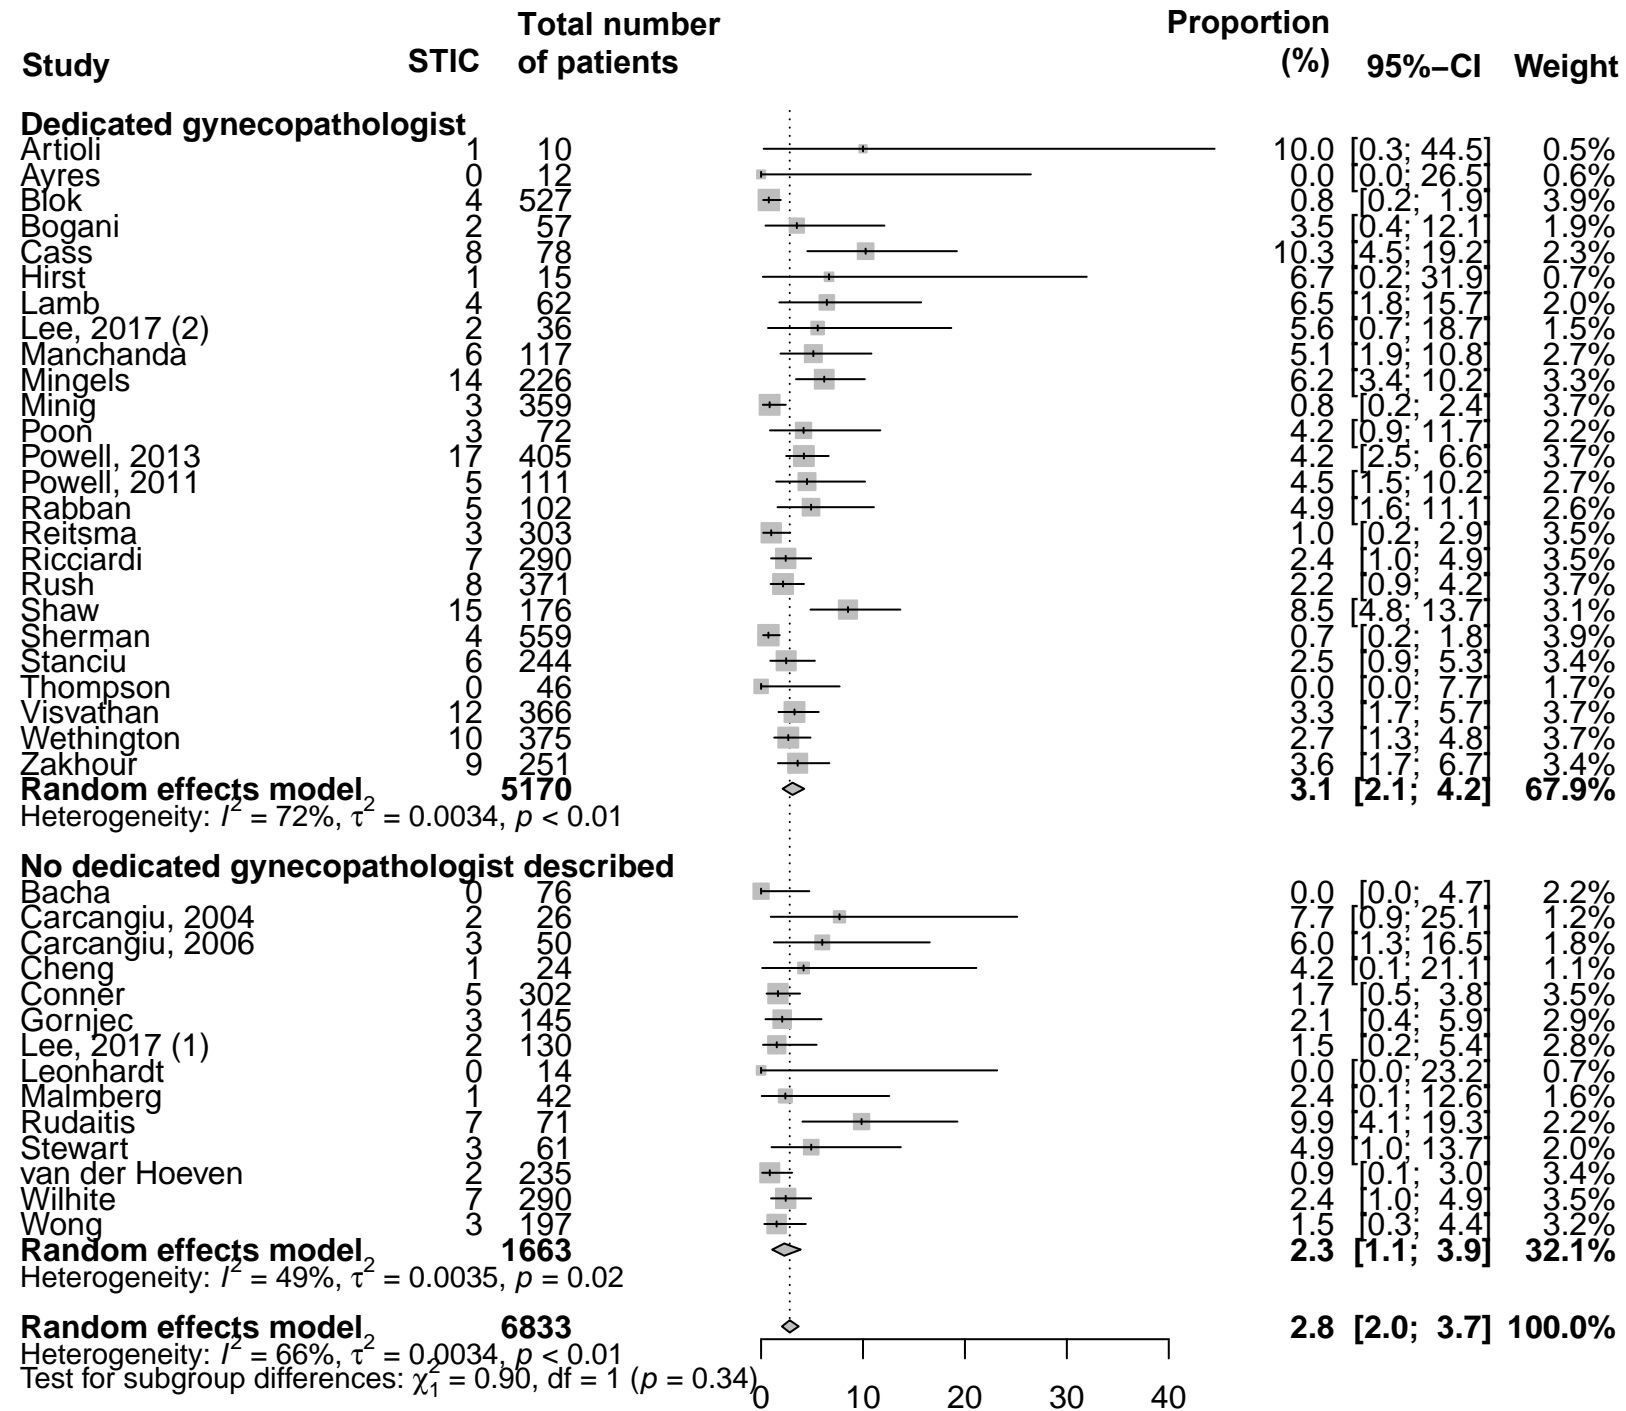 Study STIC Total number of patients Proportion (%) 95%−CI Weight
Dedicated gynecopathologist
Artioli 1 10 10.0 [0.3; 44.5] 0.5%
Ayres 0 12 0.0 [0.0; 26.5] 0.6%
Blok 4 527 0.8 [0.2; 1.9] 3.9%
Bogani 2 57 3.5 [0.4; 12.1] 1.9%
Cass 8 78 10.3 [4.5; 19.2] 2.3%
Hirst 1 15 6.7 [0.2; 31.9] 0.7%
Lamb 4 62 6.5 [1.8; 15.7] 2.0%
Lee, 2017 (2) 2 36 5.6 [0.7; 18.7] 1.5%
Manchanda 6 117 5.1 [1.9; 10.8] 2.7%
Mingels 14 226 6.2 [3.4; 10.2] 3.3%
Minig 3 359 0.8 [0.2; 2.4] 3.7%
Poon 3 72 4.2 [0.9; 11.7] 2.2%
Powell, 2013 17 405 4.2 [2.5; 6.6] 3.7%
Powell, 2011 5 111 4.5 [1.5; 10.2] 2.7%
Rabban 5 102 4.9 [1.6; 11.1] 2.6%
Reitsma 3 303 1.0 [0.2; 2.9] 3.5%
Ricciardi 7 290 2.4 [1.0; 4.9] 3.5%
Rush 8 371 2.2 [0.9; 4.2] 3.7%
Shaw 15 176 8.5 [4.8; 13.7] 3.1%
Sherman 4 559 0.7 [0.2; 1.8] 3.9%
Stanciu 6 244 2.5 [0.9; 5.3] 3.4%
Thompson 0 46 0.0 [0.0; 7.7] 1.7%
Visvathan 12 366 3.3 [1.7; 5.7] 3.7%
Wethington 10 375 2.7 [1.3; 4.8] 3.7%
Zakhour 9 251 3.6 [1.7; 6.7] 3.4%
Random effects model 5170 3.1 [2.1; 4.2] 67.9%
Heterogeneity: I² = 72%, τ² = 0.0034, p < 0.01
No dedicated gynecopathologist described
Bacha 0 76 0.0 [0.0; 4.7] 2.2%
Carcangiu, 2004 2 26 7.7 [0.9; 25.1] 1.2%
Carcangiu, 2006 3 50 6.0 [1.3; 16.5] 1.8%
Cheng 1 24 4.2 [0.1; 21.1] 1.1%
Conner 5 302 1.7 [0.5; 3.8] 3.5%
Gornjec 3 145 2.1 [0.4; 5.9] 2.9%
Lee, 2017 (1) 2 130 1.5 [0.2; 5.4] 2.8%
Leonhardt 0 14 0.0 [0.0; 23.2] 0.7%
Malmberg 1 42 2.4 [0.1; 12.6] 1.6%
Rudaitis 7 71 9.9 [4.1; 19.3] 2.2%
Stewart 3 61 4.9 [1.0; 13.7] 2.0%
van der Hoeven 2 235 0.9 [0.1; 3.0] 3.4%
Wilhite 7 290 2.4 [1.0; 4.9] 3.5%
Wong 3 197 1.5 [0.3; 4.4] 3.2%
Random effects model 1663 2.3 [1.1; 3.9] 32.1%
Heterogeneity: I² = 49%, τ² = 0.0035, p = 0.02
Random effects model 6833 2.8 [2.0; 3.7] 100.0%
Heterogeneity: I² = 66%, τ² = 0.0034, p < 0.01
Test for subgroup differences: χ₁² = 0.90, df = 1 (p = 0.34)
0 10 20 30 40